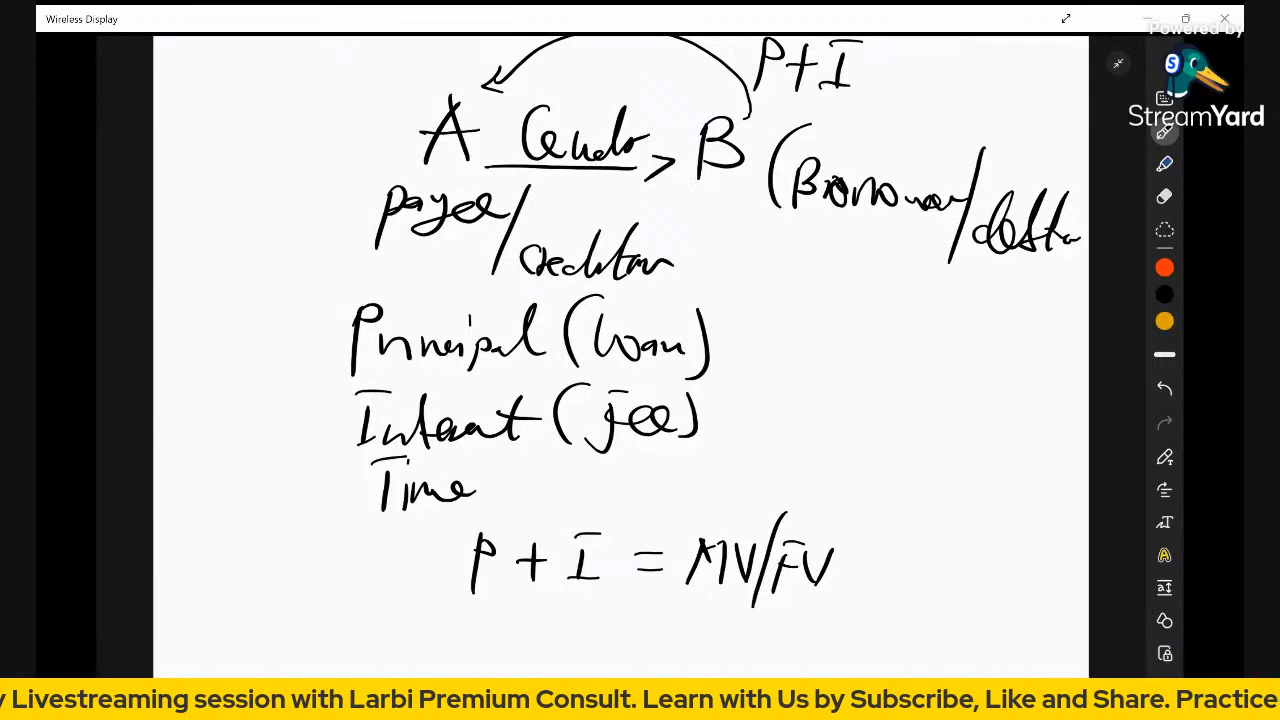 Wireless Display
Powered by
StreamYard
P + I
A Lends > B (Borrower/debtor
payee/creditor
Principal (Loan)
Interest (fee)
Time
P + I = MV/FV
y Livestreaming session with Larbi Premium Consult. Learn with Us by Subscribe, Like and Share. Practice